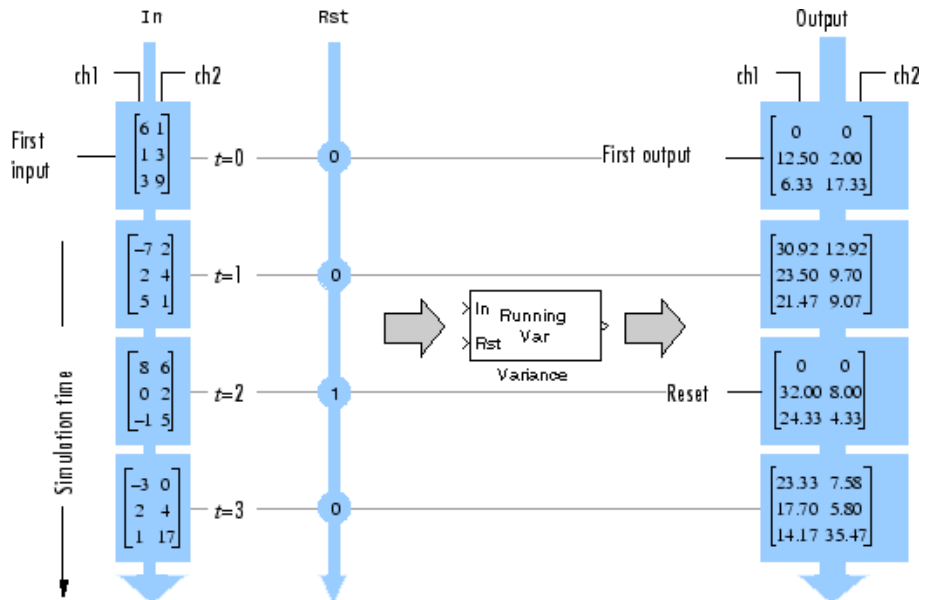 In Rst Output
ch1 ch2 ch1 ch2
First input
6 1
1 3
3 9
t=0
0
First output
0 0
12.50 2.00
6.33 17.33
-7 2
2 4
5 1
t=1
0
30.92 12.92
23.50 9.70
21.47 9.07
In
Rst
Running
Var
Variance
Simulation time
8 6
0 2
-1 5
t=2
1
Reset
0 0
32.00 8.00
24.33 4.33
-3 0
2 4
1 17
t=3
0
23.33 7.58
17.70 5.80
14.17 35.47